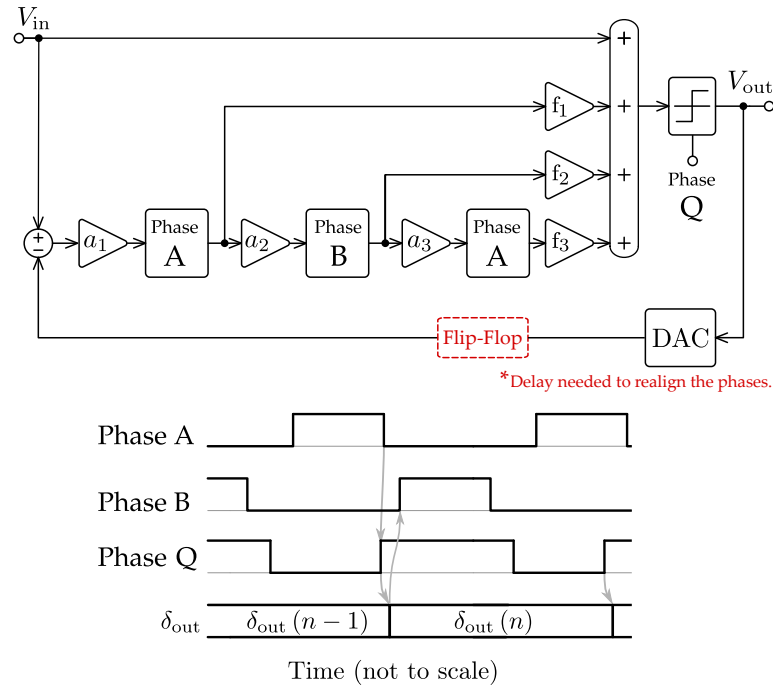 V_in
+
f_1
+
V_out
f_2
+
Phase
Q
+
−
a_1
Phase
A
a_2
Phase
B
a_3
Phase
A
f_3
+
Flip-Flop
DAC
*Delay needed to realign the phases.
Phase A
Phase B
Phase Q
δ_out
δ_out (n − 1)
δ_out (n)
Time (not to scale)